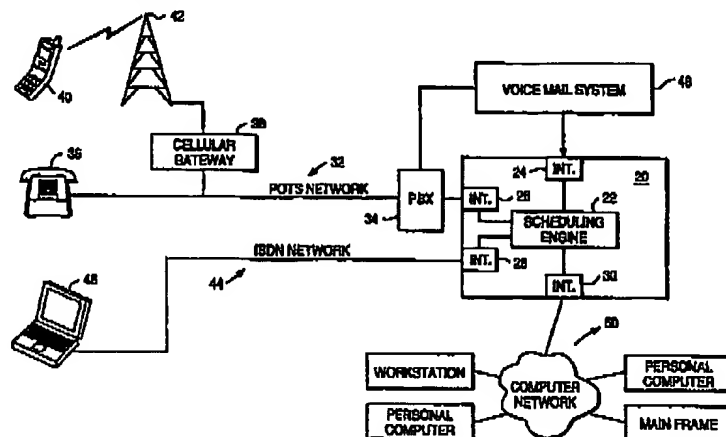 42
40
VOICE MAIL SYSTEM
48
36
CELLULAR
GATEWAY
38
32
24
INT.
20
POTS NETWORK
PBX
34
INT.
26
22
SCHEDULING
ENGINE
ISDN NETWORK
44
INT.
28
30
INT.
50
WORKSTATION
COMPUTER
NETWORK
PERSONAL
COMPUTER
PERSONAL
COMPUTER
MAIN FRAME